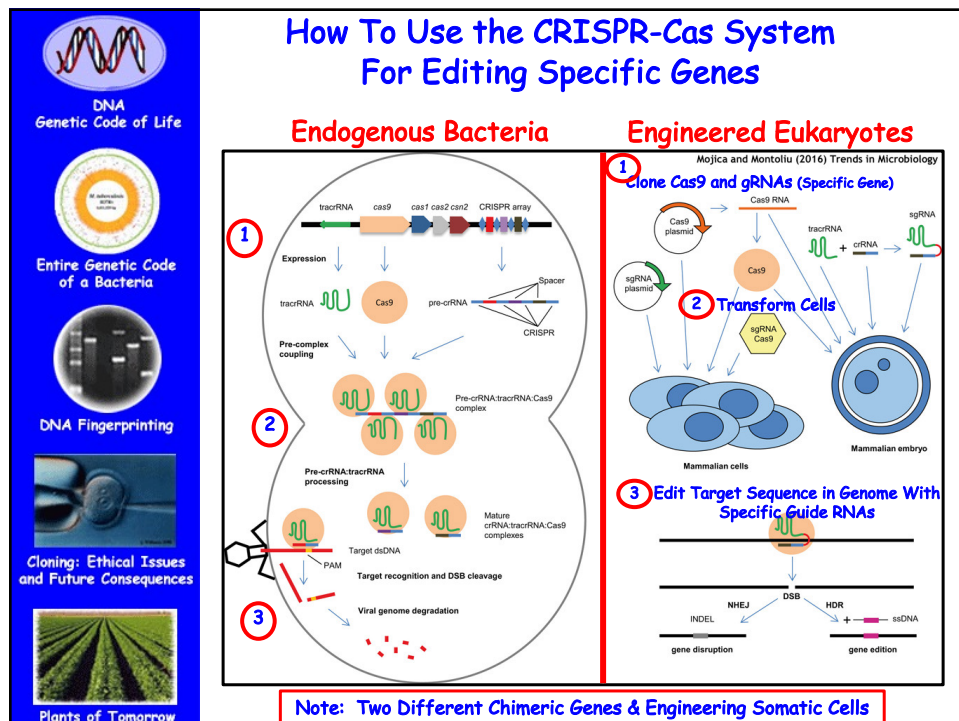 How To Use the CRISPR-Cas System
For Editing Specific Genes
DNA
Genetic Code of Life
Entire Genetic Code
of a Bacteria
DNA Fingerprinting
Cloning: Ethical Issues
and Future Consequences
Plants of Tomorrow
Endogenous Bacteria
1
tracrRNA
cas9
cas1 cas2 csn2
CRISPR array
Expression
Spacer
tracrRNA
Cas9
pre-crRNA
CRISPR
Pre-complex
coupling
2
Pre-crRNA:tracrRNA:Cas9
complex
Pre-crRNA:tracrRNA
processing
Mature
crRNA:tracrRNA:Cas9
complexes
Target dsDNA
PAM
Target recognition and DSB cleavage
3
Viral genome degradation
Engineered Eukaryotes
Mojica and Montoliu (2016) Trends in Microbiology
1
Clone Cas9 and gRNAs (Specific Gene)
Cas9 RNA
Cas9
plasmid
tracrRNA
+
crRNA
sgRNA
sgRNA
plasmid
Cas9
2 Transform Cells
sgRNA
Cas9
Mammalian cells
Mammalian embryo
3 Edit Target Sequence in Genome With
Specific Guide RNAs
DSB
NHEJ
HDR
INDEL
+
ssDNA
gene disruption
gene edition
Note: Two Different Chimeric Genes & Engineering Somatic Cells